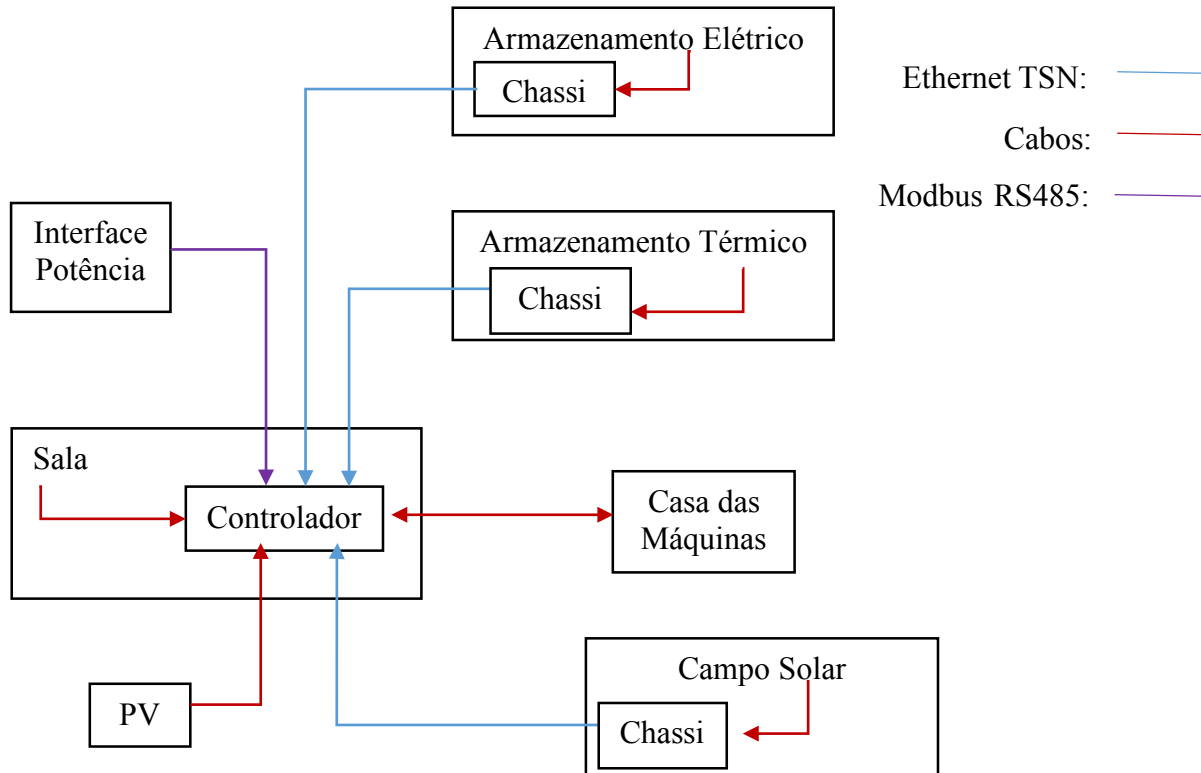 Armazenamento Elétrico
Chassi
Ethernet TSN:
Cabos:
Modbus RS485:
Interface
Potência
Armazenamento Térmico
Chassi
Sala
Controlador
Casa das
Máquinas
PV
Campo Solar
Chassi